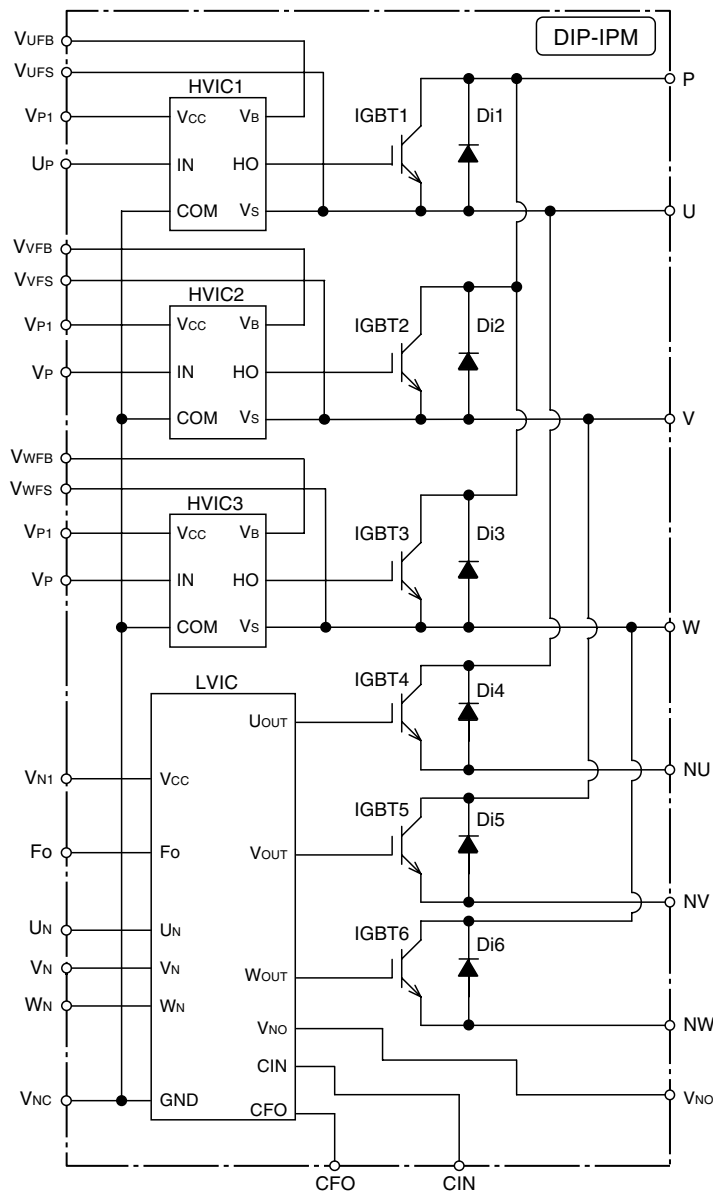 DIP-IPM
VUFB
VUFS
HVIC1
VP1
VCC
VB
IGBT1
Di1
P
UP
IN
HO
COM
VS
U
VVFB
VVFS
HVIC2
VP1
VCC
VB
IGBT2
Di2
VP
IN
HO
COM
VS
V
VWFB
VWFS
HVIC3
VP1
VCC
VB
IGBT3
Di3
VP
IN
HO
COM
VS
W
LVIC
IGBT4
Di4
UOUT
NU
VN1
VCC
IGBT5
Di5
Fo
Fo
VOUT
NV
UN
UN
IGBT6
Di6
VN
VN
WOUT
WN
WN
NW
VNO
CIN
VNC
GND
CFO
VNO
CFO
CIN